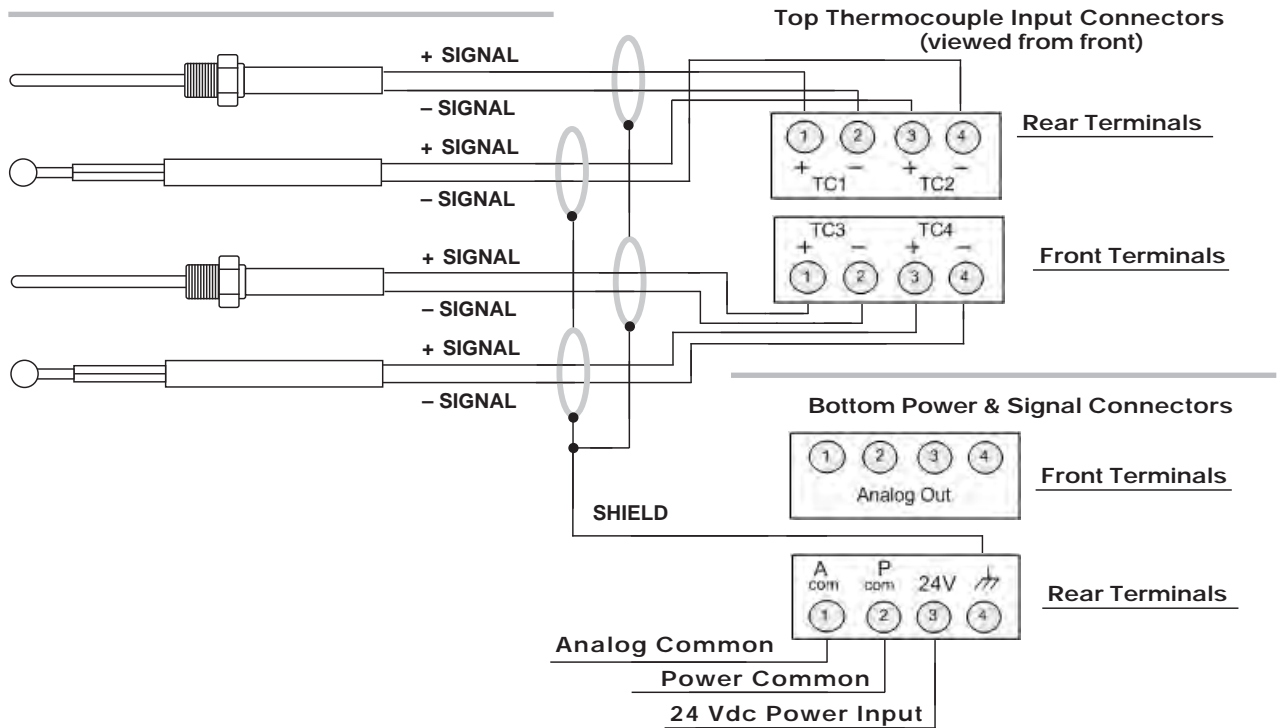 Top Thermocouple Input Connectors
(viewed from front)
+ SIGNAL
– SIGNAL
+ SIGNAL
– SIGNAL
+ SIGNAL
– SIGNAL
+ SIGNAL
– SIGNAL
1 2 3 4
+ – + –
TC1 TC2
Rear Terminals
TC3 TC4
+ – + –
1 2 3 4
Front Terminals
Bottom Power & Signal Connectors
1 2 3 4
Analog Out
Front Terminals
SHIELD
A P
com com 24V
1 2 3 4
Rear Terminals
Analog Common
Power Common
24 Vdc Power Input